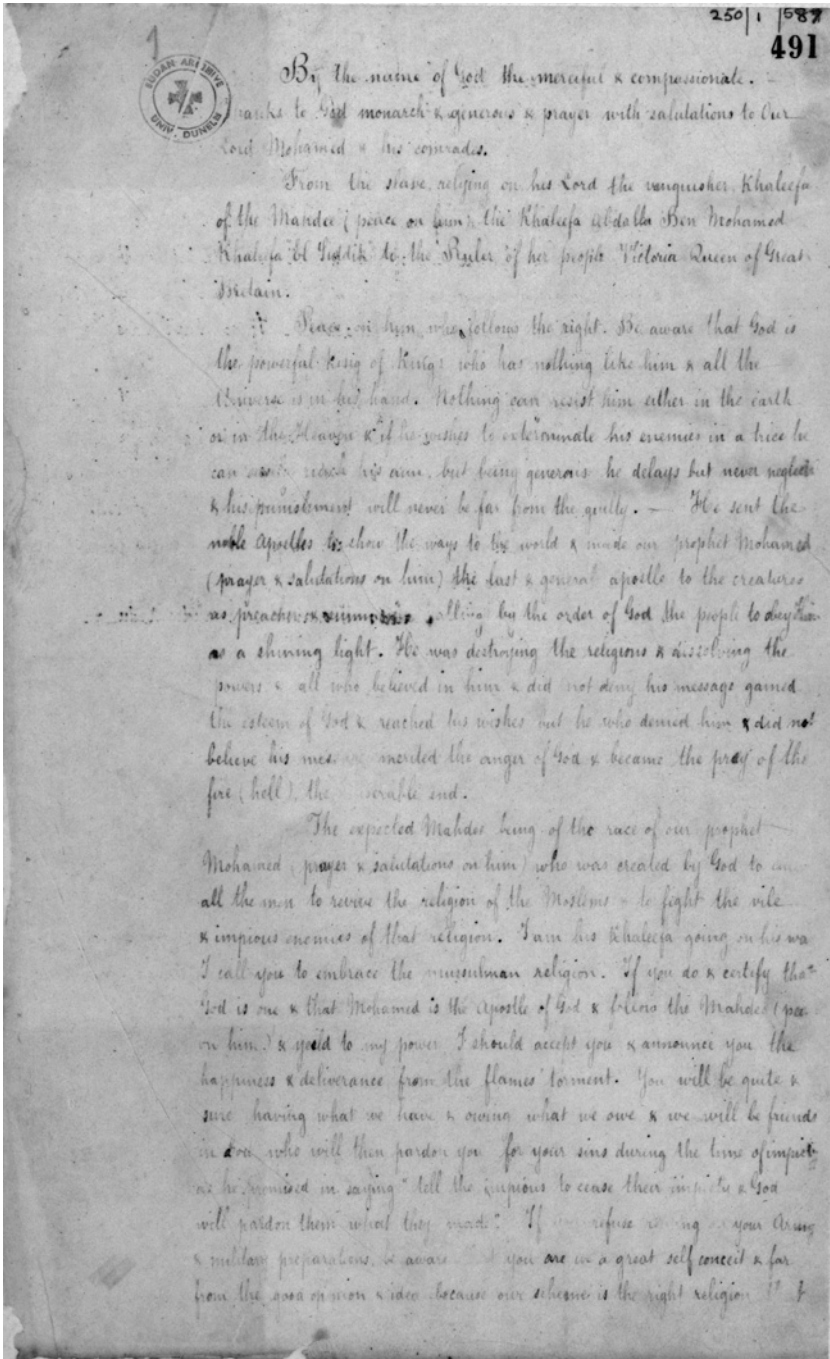 250/1/587
491
1
SUDAN ARCHIVE
UNIV. DUNELM
By the name of God the merciful & compassionate. –
Thanks to God monarch & generous & prayer with salutations to Our
Lord Mohamed & his comrades.
From the slave, relying on his Lord the vanquisher, Khaleefa
of the Mahdee (peace on him) the Khaleefa Abdalla Ben Mohamed
Khaleefa El Siddik to the Ruler of her people Victoria Queen of Great
Britain.
Peace on him who follows the right. Be aware that God is
the powerful King of Kings who has nothing like him & all the
Universe is in his hand. Nothing can resist him either in the earth
or in the Heaven & if he wishes to exterminate his enemies in a trice he
can reach his aim, but being generous he delays but never neglects
& his punishment will never be far from the guilty. – He sent the
noble Apostles to show the ways to the world & made our prophet Mohamed
(prayer & salutations on him) the last & general apostle to the creatures
as preacher & calling by the order of God the people to obey Him
as a shining light. He was destroying the religions & dissolving the
powers & all who believed in him & did not deny his message gained
the esteem of God & reached his wishes but he who denied him & did not
believe his message merited the anger of God & became the pray of the
fire (hell), the end.
The expected Mahdee being of the race of our prophet
Mohamed (prayer & salutations on him) who was created by God to
all the men to revive the religion of the Moslems – to fight the vile
& impious enemies of that religion. I am his Khaleefa going on his wa
I call you to embrace the mussulman religion. If you do & certify that
God is one & that Mohamed is the Apostle of God & follow the Mahdee (peace
on him) & yeald to my power I should accept you & announce you the
happiness & deliverance from the flames' torment. You will be quite &
sure having what we have & owing what we owe & we will be friends
in God who will then pardon you for your sins during the time of impiety
as he promised in saying "tell the impious to cease their impiety & God
will pardon them what they made". If you refuse relying on your Army
& military preparations, be aware that you are in a great self conceit & far
from the good opinion & idea because our scheme is the right religion